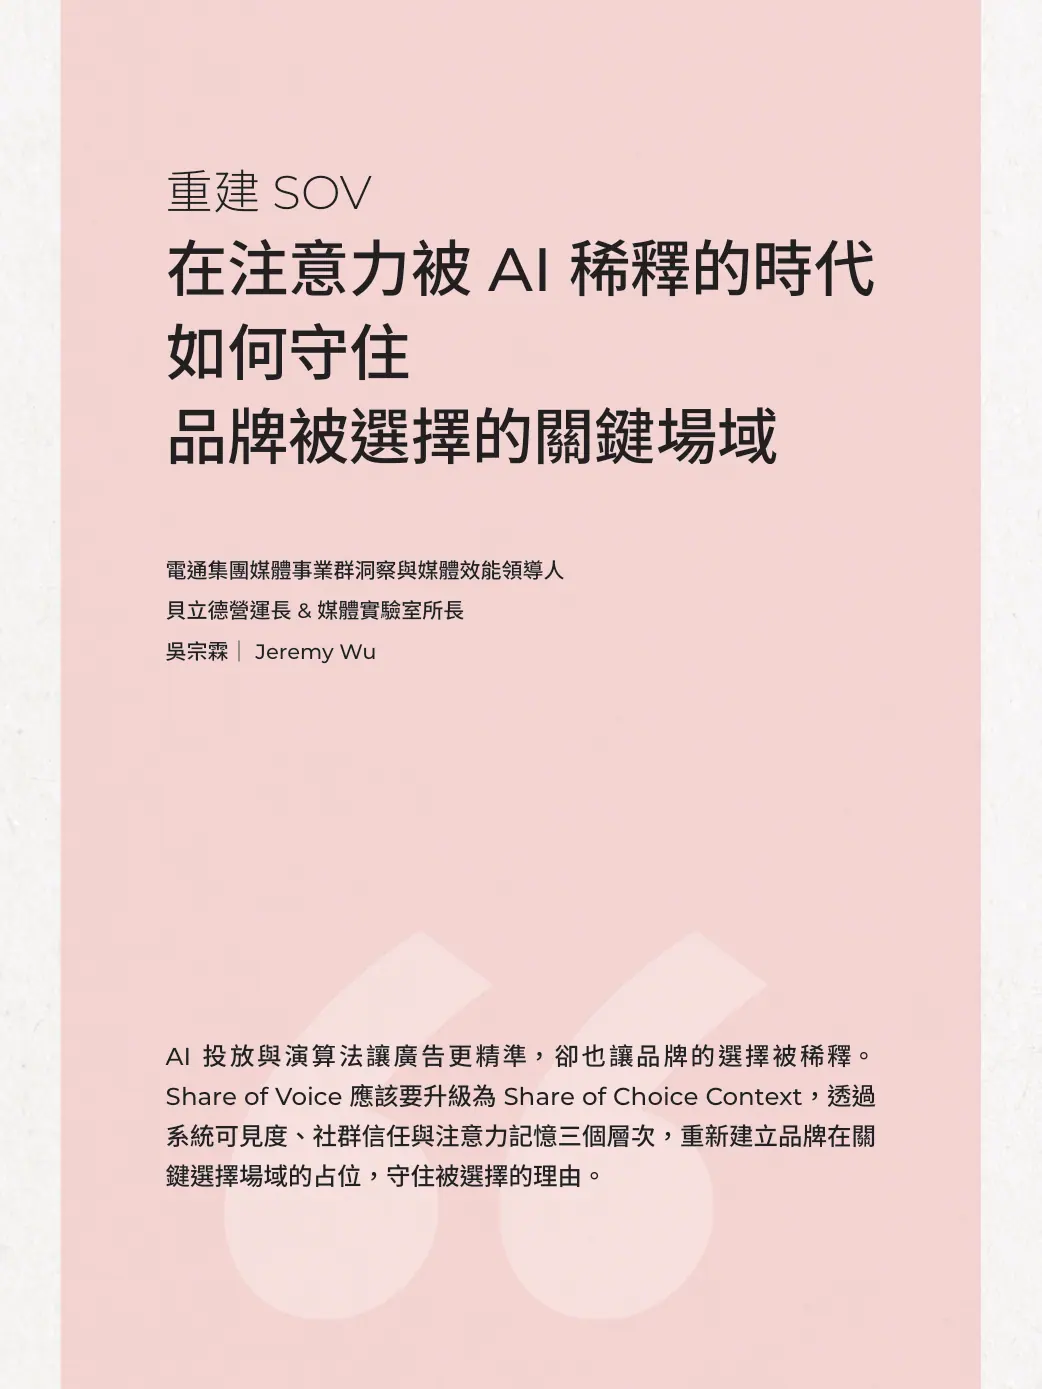 重建 SOV
在注意力被 AI 稀釋的時代
如何守住
品牌被選擇的關鍵場域
電通集團媒體事業群洞察與媒體效能領導人
貝立德營運長 & 媒體實驗室所長
吳宗霖｜ Jeremy Wu
AI 投放與演算法讓廣告更精準，卻也讓品牌的選擇被稀釋。
Share of Voice 應該要升級為 Share of Choice Context，透過
系統可見度、社群信任與注意力記憶三個層次，重新建立品牌在關
鍵選擇場域的占位，守住被選擇的理由。